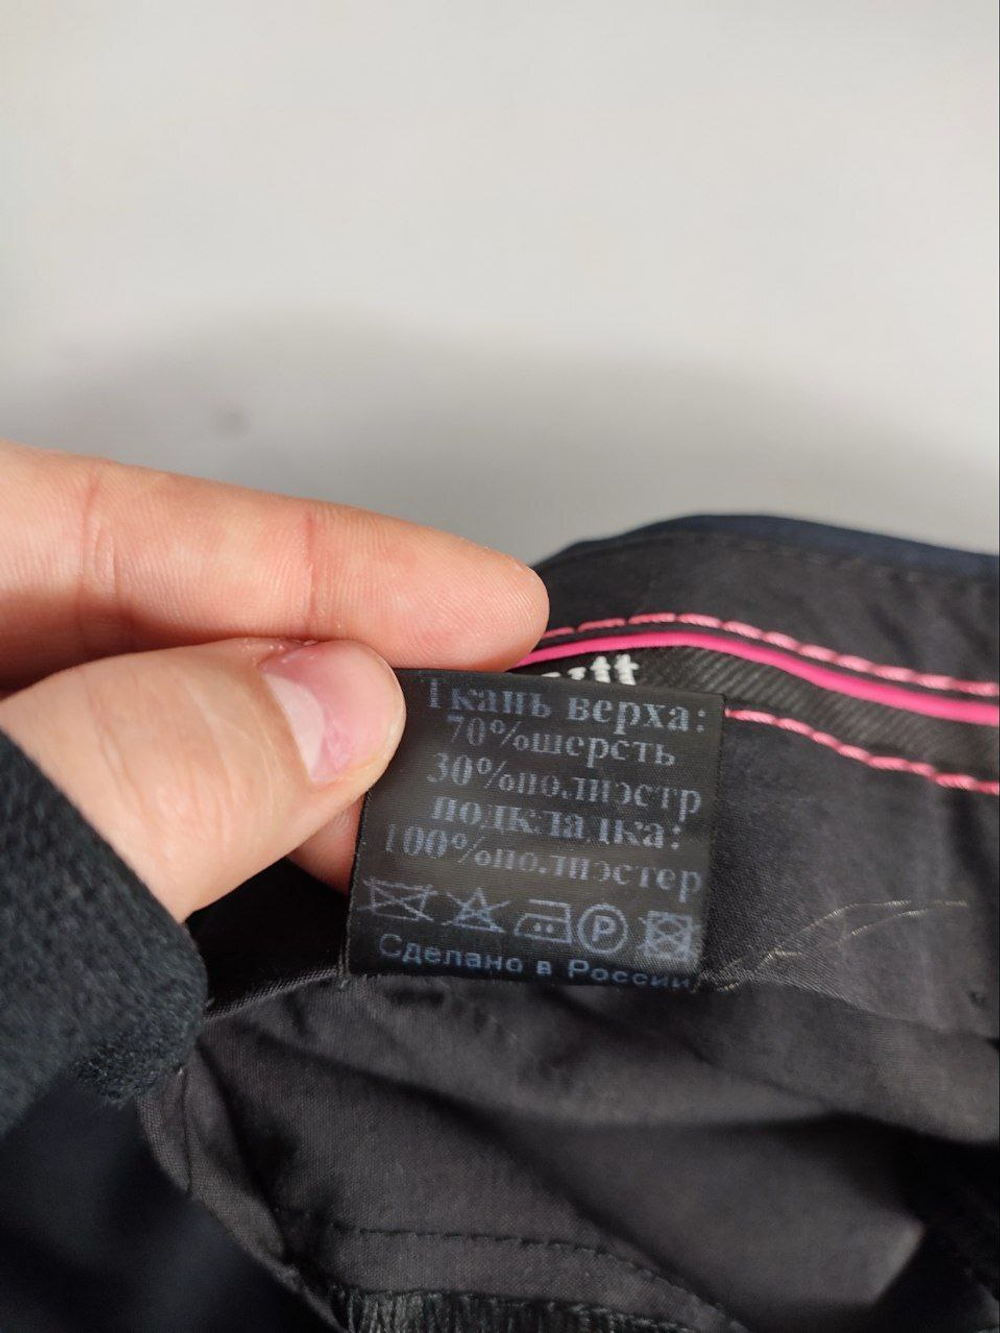 Ткань верха:
70%шерсть
30%полиэстр
подкладка:
100%полиэстер
P
Сделано в России